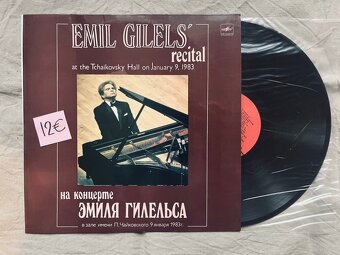 EMIL GILELS'
recital
at the Tchaikovsky Hall on January 9, 1983
12€
на концерте
ЭМИЛЯ ГИЛЕЛЬСА
в зале имени П.Чайковского 9 января 1983г.